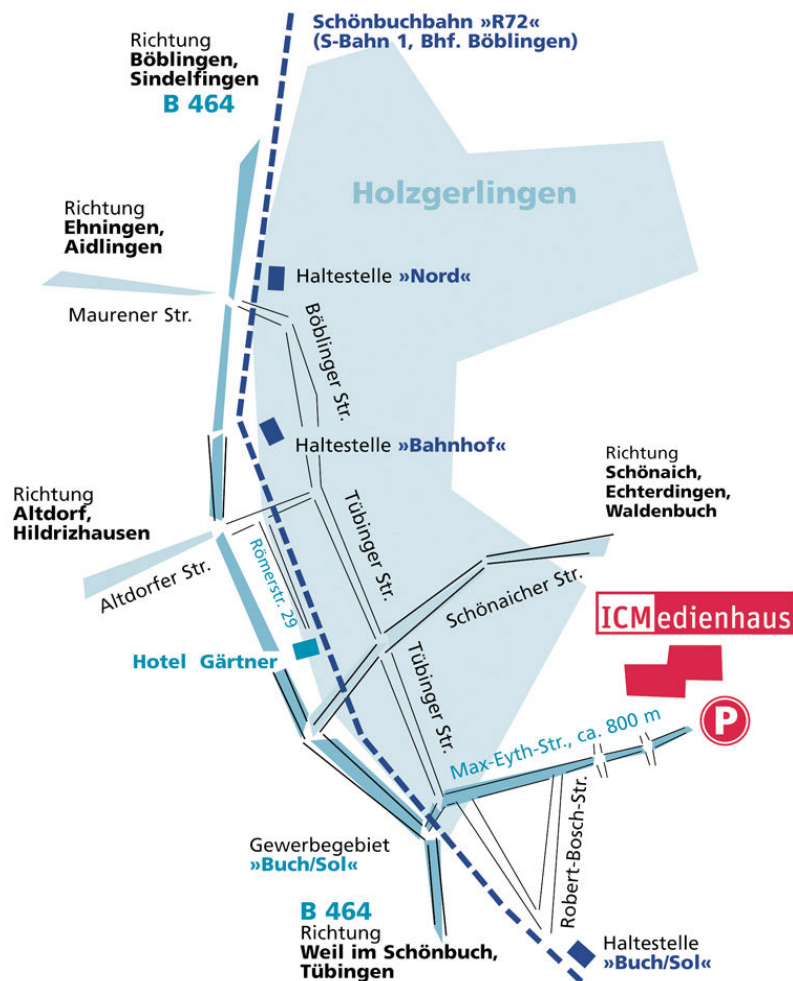 Schönbuchbahn »R72«
(S-Bahn 1, Bhf. Böblingen)
Richtung
Böblingen,
Sindelfingen
B 464
Holzgerlingen
Richtung
Ehningen,
Aidlingen
Haltestelle »Nord«
Maurener Str.
Böblinger Str.
Haltestelle »Bahnhof«
Richtung
Schönaich,
Echterdingen,
Waldenbuch
Richtung
Altdorf,
Hildrizhausen
Tübinger Str.
Altdorfer Str.
Römerstr. 29
Schönaicher Str.
ICMedienhaus
Hotel Gärtner
Tübinger Str.
P
Max-Eyth-Str., ca. 800 m
Robert-Bosch-Str.
Gewerbegebiet
»Buch/Sol«
B 464
Richtung
Weil im Schönbuch,
Tübingen
Haltestelle
»Buch/Sol«